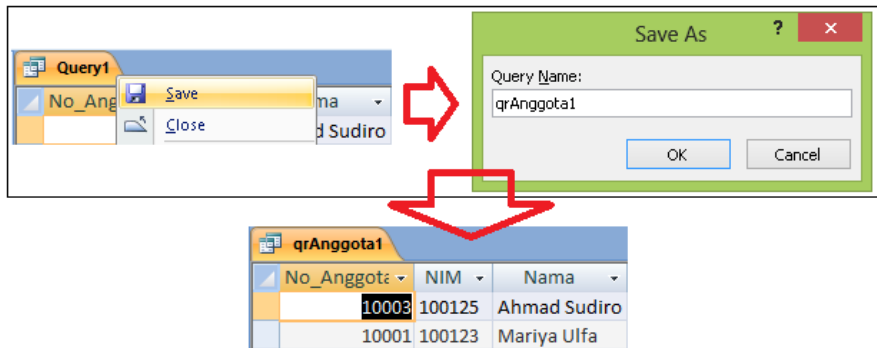 Query1
No_Ang
ma
d Sudiro
Save
Close
Save As
?
×
Query Name:
qrAnggota1
OK
Cancel
qrAnggota1
No_Anggota NIM Nama
10003 100125 Ahmad Sudiro
10001 100123 Mariya Ulfa